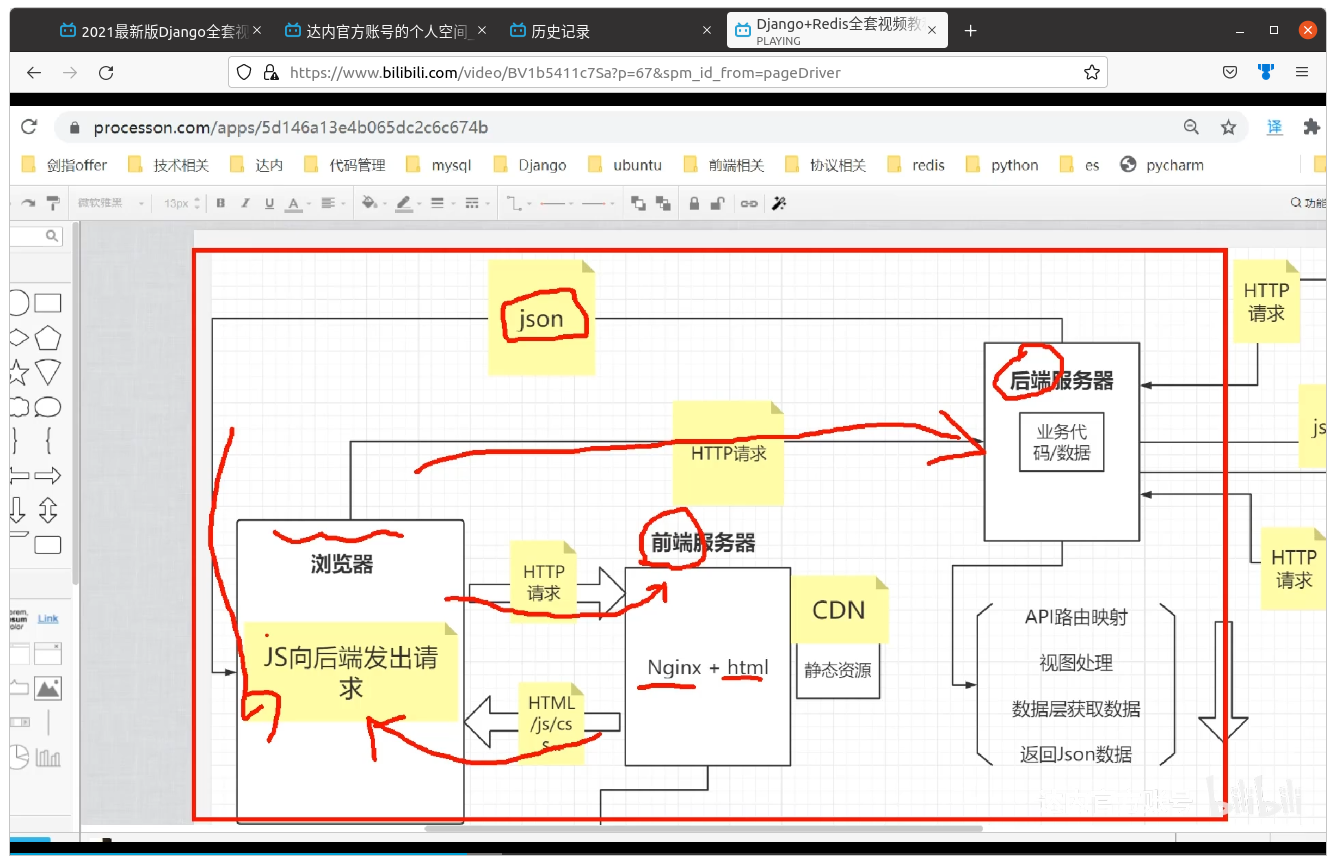 2021最新版Django全套视
达内官方账号的个人空间_
历史记录
Django+Redis全套视频教
PLAYING
https://www.bilibili.com/video/BV1b5411c7Sa?p=67&spm_id_from=pageDriver
processon.com/apps/5d146a13e4b065dc2c6c674b
译
剑指offer 技术相关 达内 代码管理 mysql Django ubuntu 前端相关 协议相关 redis python es pycharm
微软雅黑 13px B I U A
功能
json
HTTP
请求
后端服务器
业务代
码/数据
js
HTTP请求
前端服务器
浏览器
HTTP
请求
HTTP
请求
CDN
静态资源
Nginx + html
JS向后端发出请
求
HTML
/js/cs
s...
API路由映射
视图处理
数据层获取数据
返回Json数据
Link
bilibili